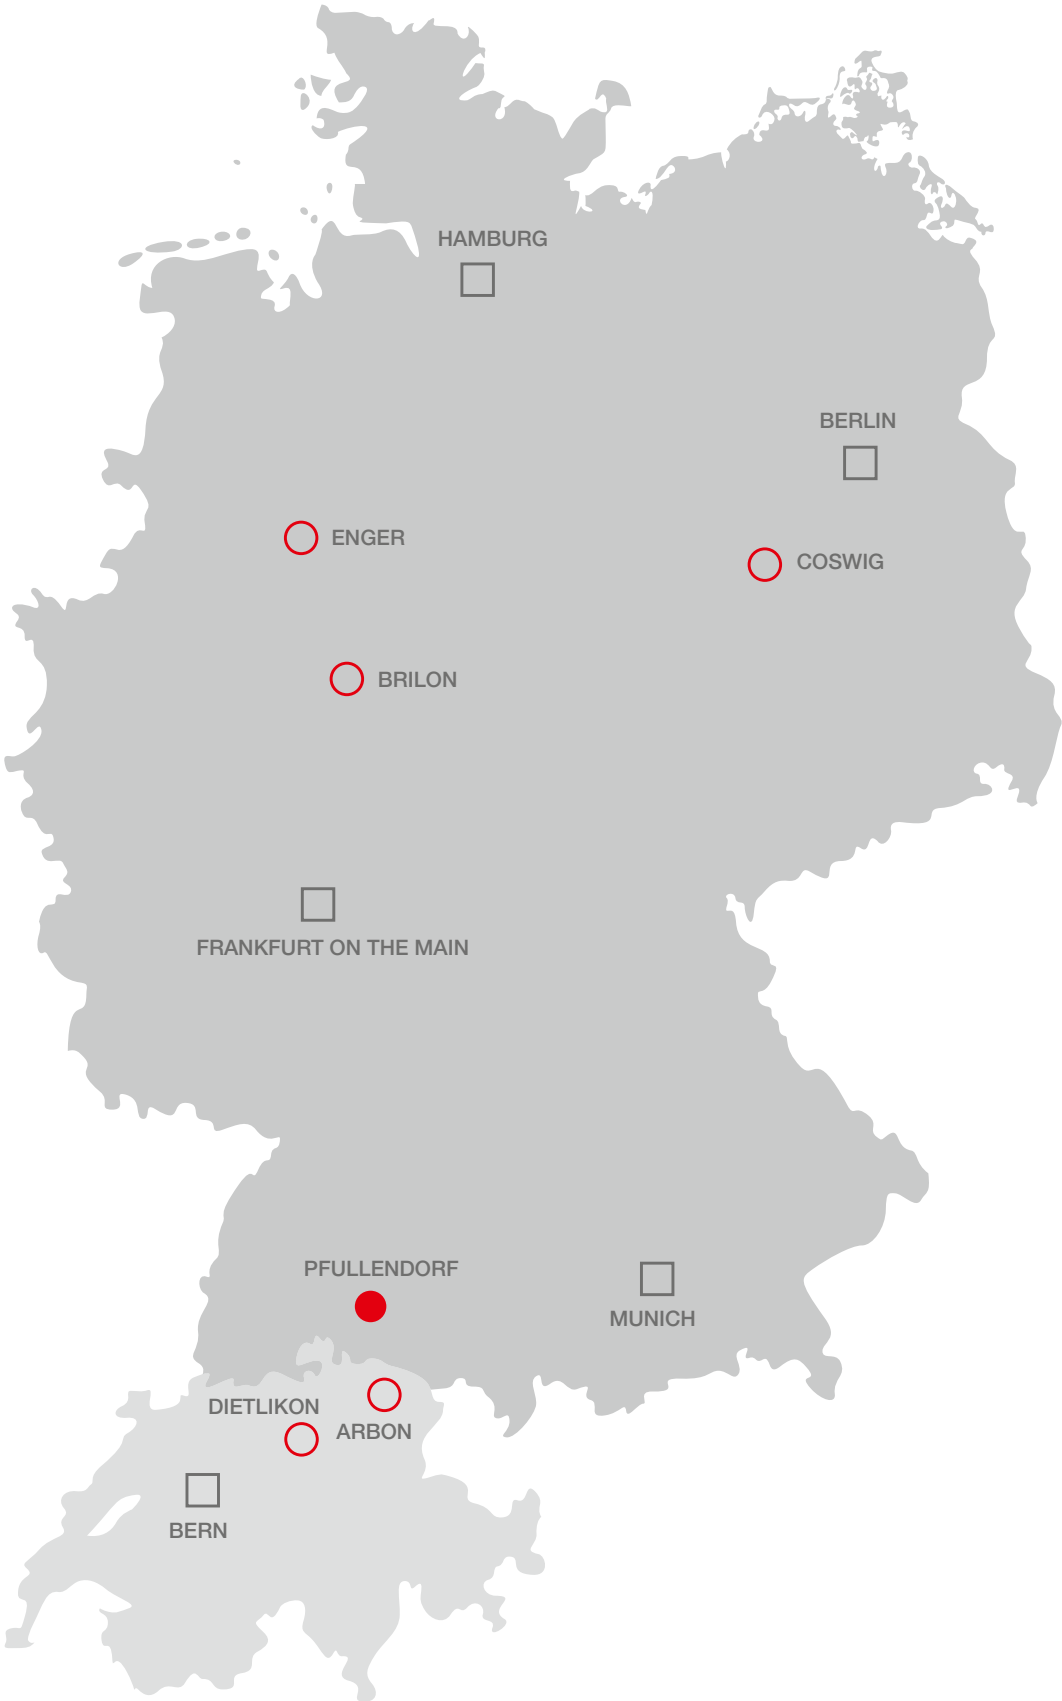 HAMBURG
BERLIN
ENGER
COSWIG
BRILON
FRANKFURT ON THE MAIN
PFULLENDORF
MUNICH
DIETLIKON
ARBON
BERN